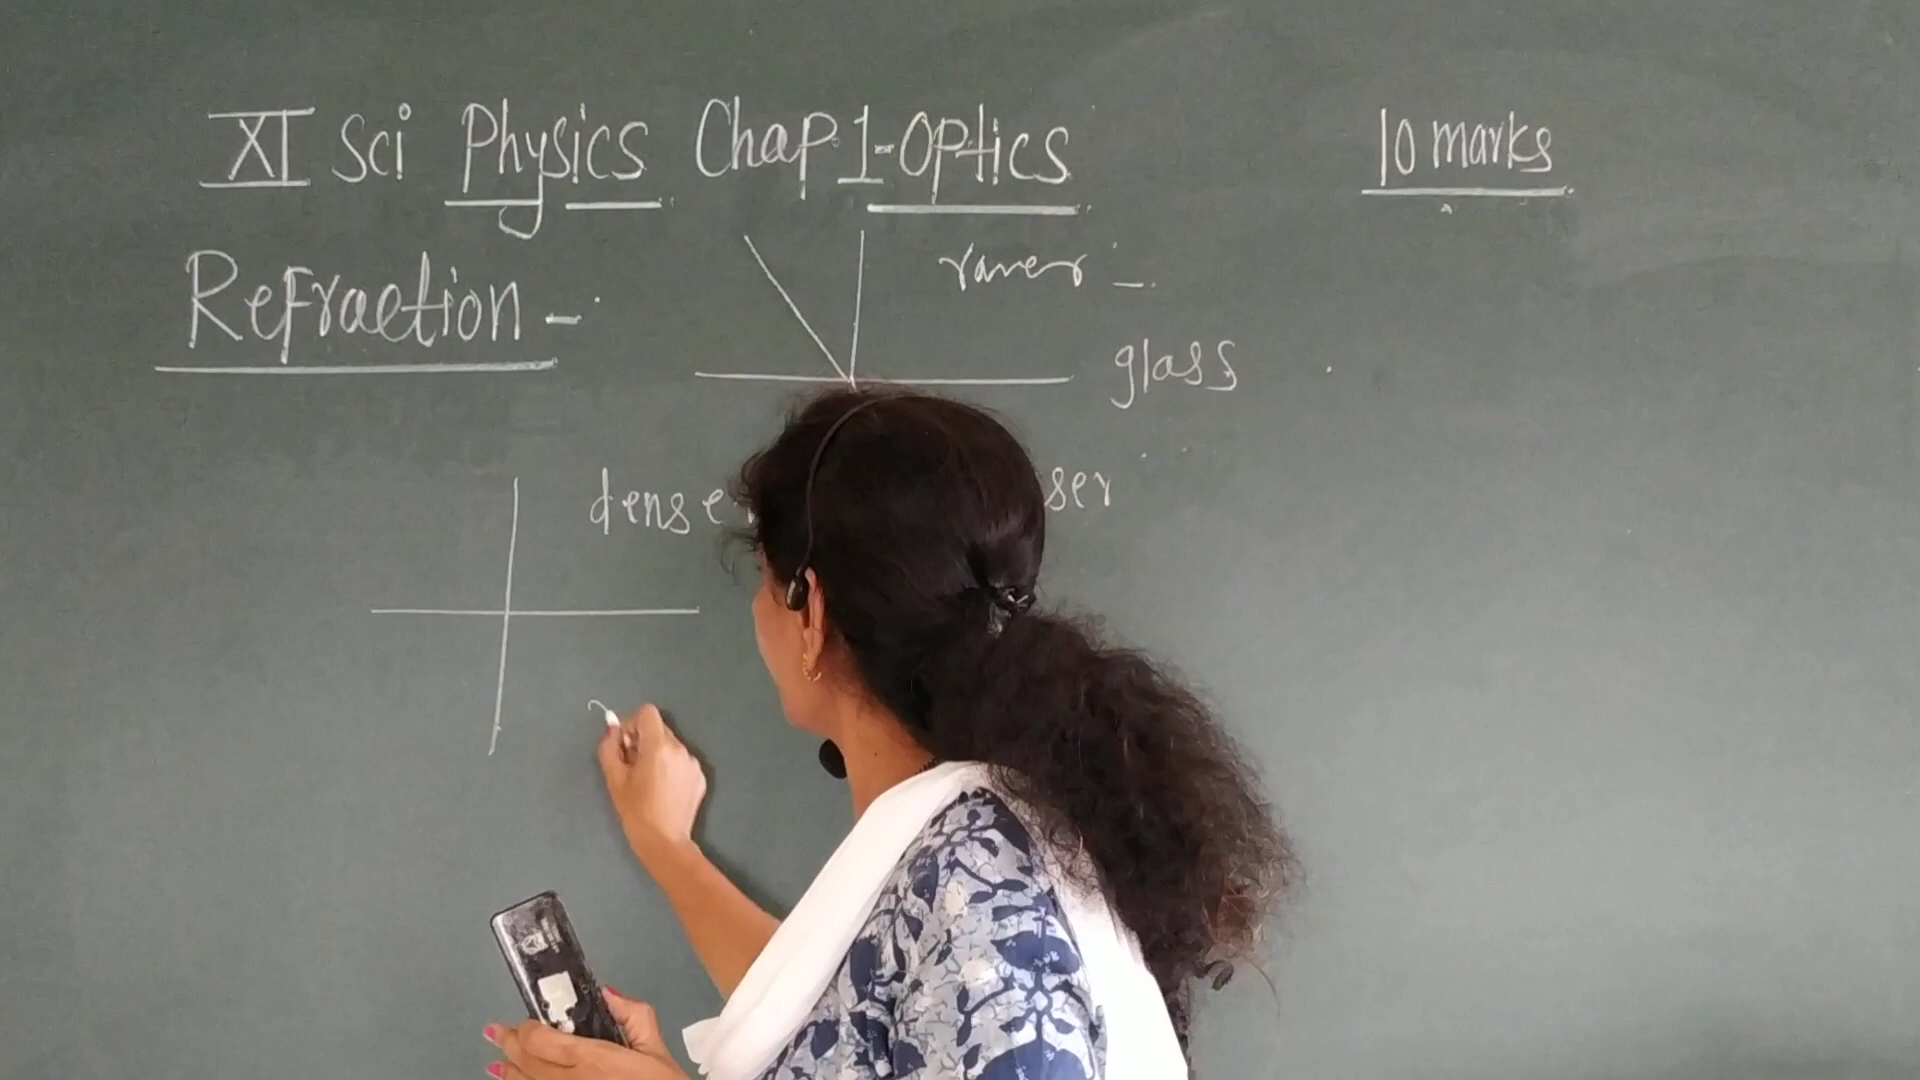 XI Sci Physics Chap 1-Optics
10 marks
Refraction -
rarer -
glass
dense
ser